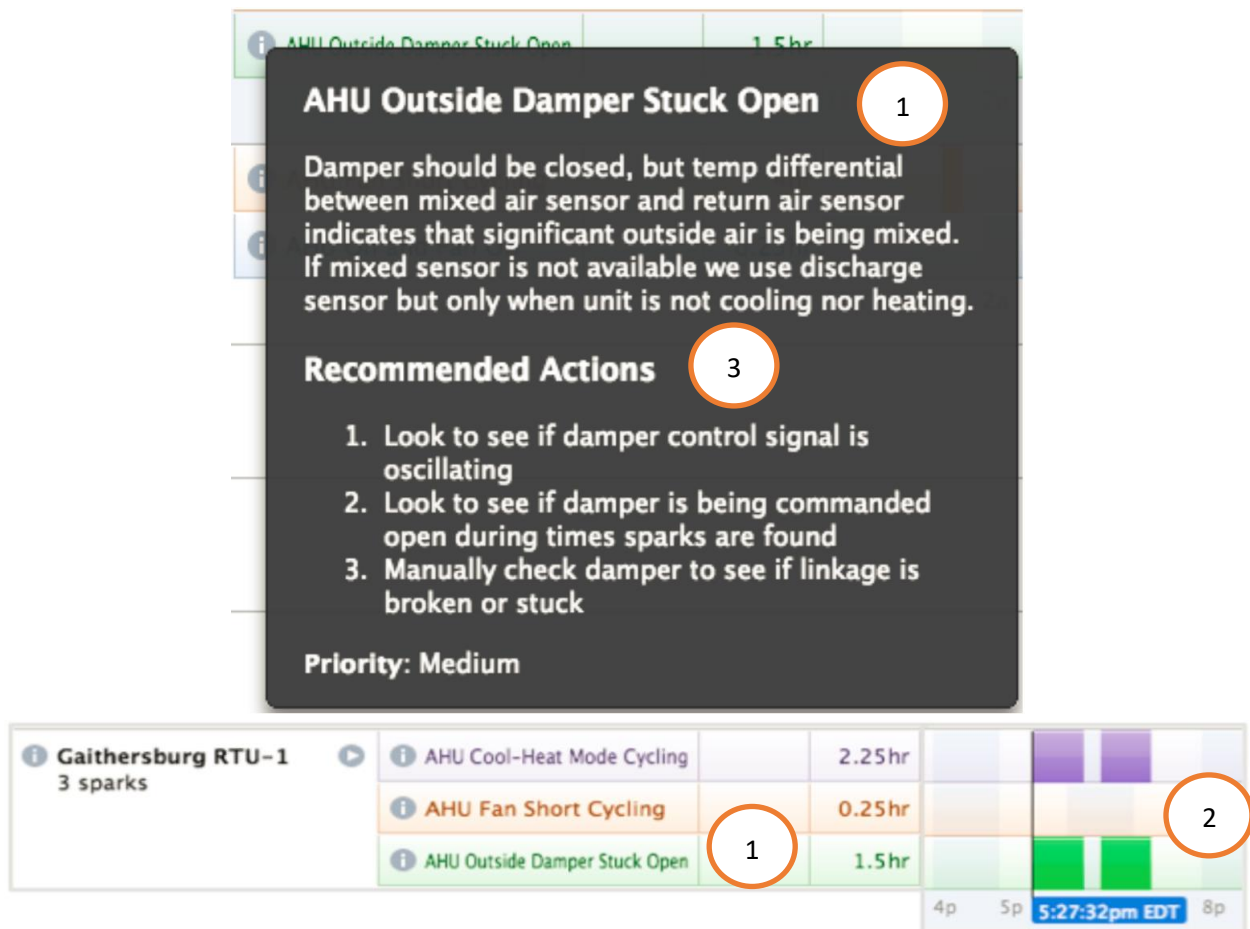 AHU Outside Damper Stuck Open 1.5hr
AHU Outside Damper Stuck Open 1
Damper should be closed, but temp differential
between mixed air sensor and return air sensor
indicates that significant outside air is being mixed.
If mixed sensor is not available we use discharge
sensor but only when unit is not cooling nor heating.
Recommended Actions 3
1. Look to see if damper control signal is
oscillating
2. Look to see if damper is being commanded
open during times sparks are found
3. Manually check damper to see if linkage is
broken or stuck
Priority: Medium
Gaithersburg RTU-1 AHU Cool-Heat Mode Cycling 2.25hr
3 sparks
AHU Fan Short Cycling 0.25hr 2
AHU Outside Damper Stuck Open 1 1.5hr
4p 5p 5:27:32pm EDT 8p